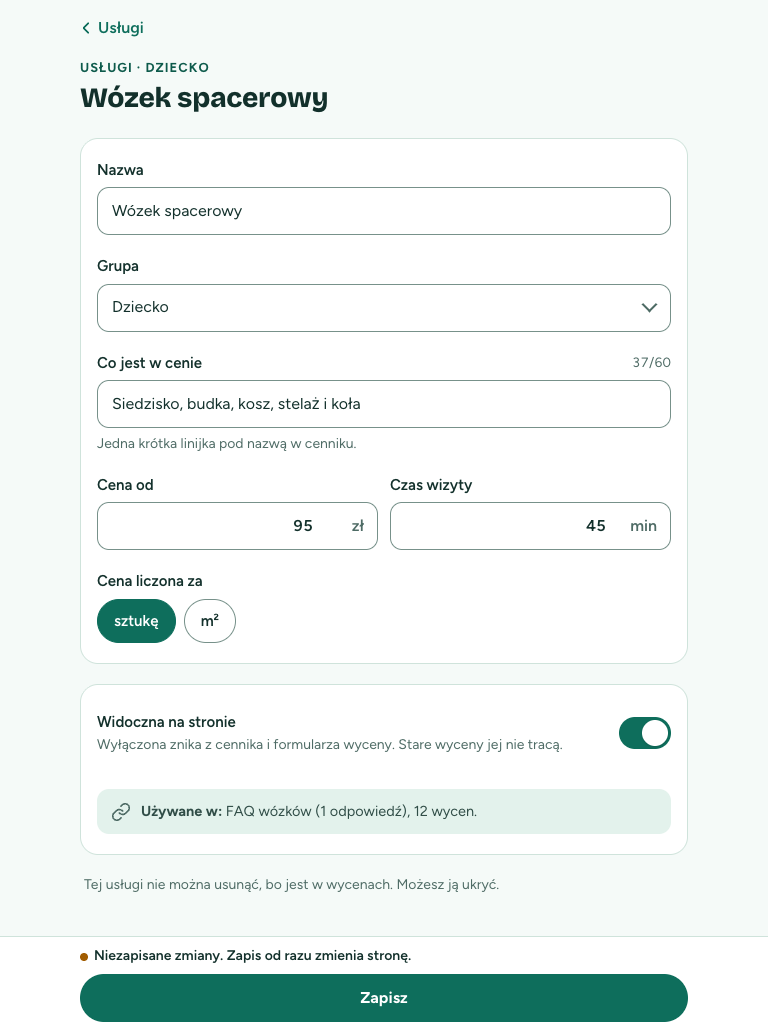 Usługi
USŁUGI · DZIECKO
Wózek spacerowy
Nazwa
Wózek spacerowy
Grupa
Dziecko
Co jest w cenie 37/60
Siedzisko, budka, kosz, stelaż i koła
Jedna krótka linijka pod nazwą w cenniku.
Cena od Czas wizyty
95 zł 45 min
Cena liczona za
sztukę m²
Widoczna na stronie
Wyłączona znika z cennika i formularza wyceny. Stare wyceny jej nie tracą.
Używane w: FAQ wózków (1 odpowiedź), 12 wycen.
Tej usługi nie można usunąć, bo jest w wycenach. Możesz ją ukryć.
Niezapisane zmiany. Zapis od razu zmienia stronę.
Zapisz